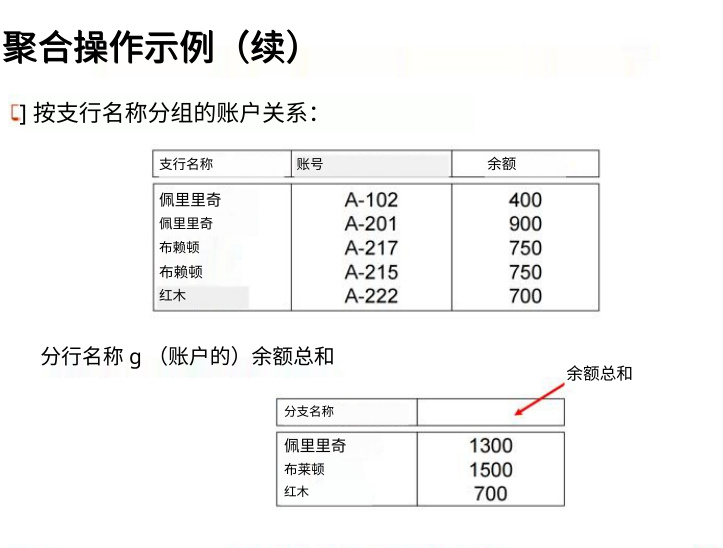 聚合操作示例（续）
] 按支行名称分组的账户关系：
支行名称 账号 余额
佩里里奇 A-102 400
佩里里奇 A-201 900
布赖顿 A-217 750
布赖顿 A-215 750
红木 A-222 700
分行名称 g （账户的）余额总和
余额总和
分支名称
佩里里奇 1300
布莱顿 1500
红木 700